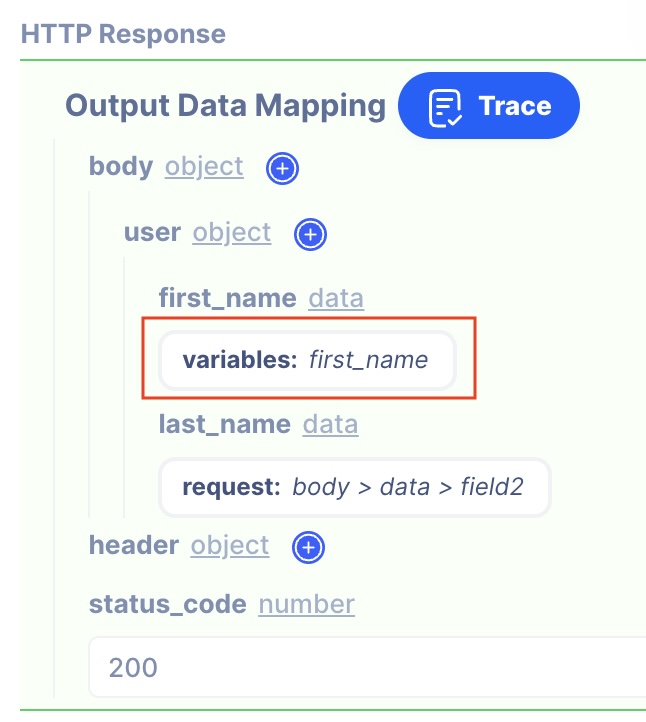 HTTP Response
Output Data Mapping Trace
body object
user object
first_name data
variables: first_name
last_name data
request: body > data > field2
header object
status_code number
200